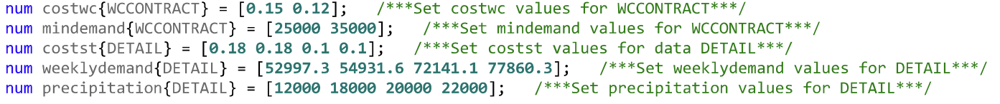 num costwc{WCCONTRACT} = [0.15 0.12];   /***Set costwc values for WCCONTRACT***/
num mindemand{WCCONTRACT} = [25000 35000];   /***Set mindemand values for WCCONTRACT***/
num costst{DETAIL} = [0.18 0.18 0.1 0.1];   /***Set costst values for data DETAIL***/
num weeklydemand{DETAIL} = [52997.3 54931.6 72141.1 77860.3];   /***Set weeklydemand values for DETAIL***/
num precipitation{DETAIL} = [12000 18000 20000 22000];   /***Set precipitation values for DETAIL***/